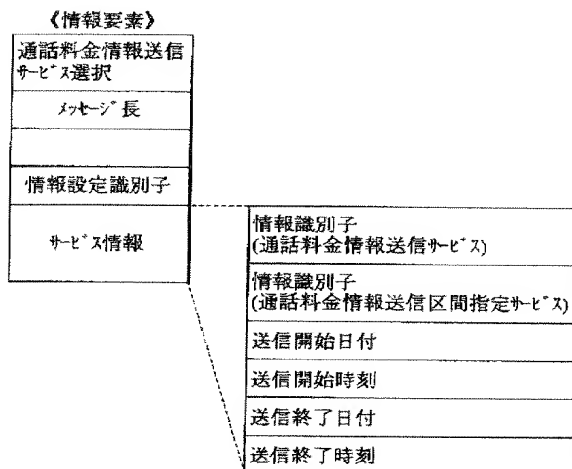 《情報要素》
通話料金情報送信
サービス選択
メッセージ長
情報設定識別子
サービス情報
情報識別子
(通話料金情報送信サービス)
情報識別子
(通話料金情報送信区間指定サービス)
送信開始日付
送信開始時刻
送信終了日付
送信終了時刻